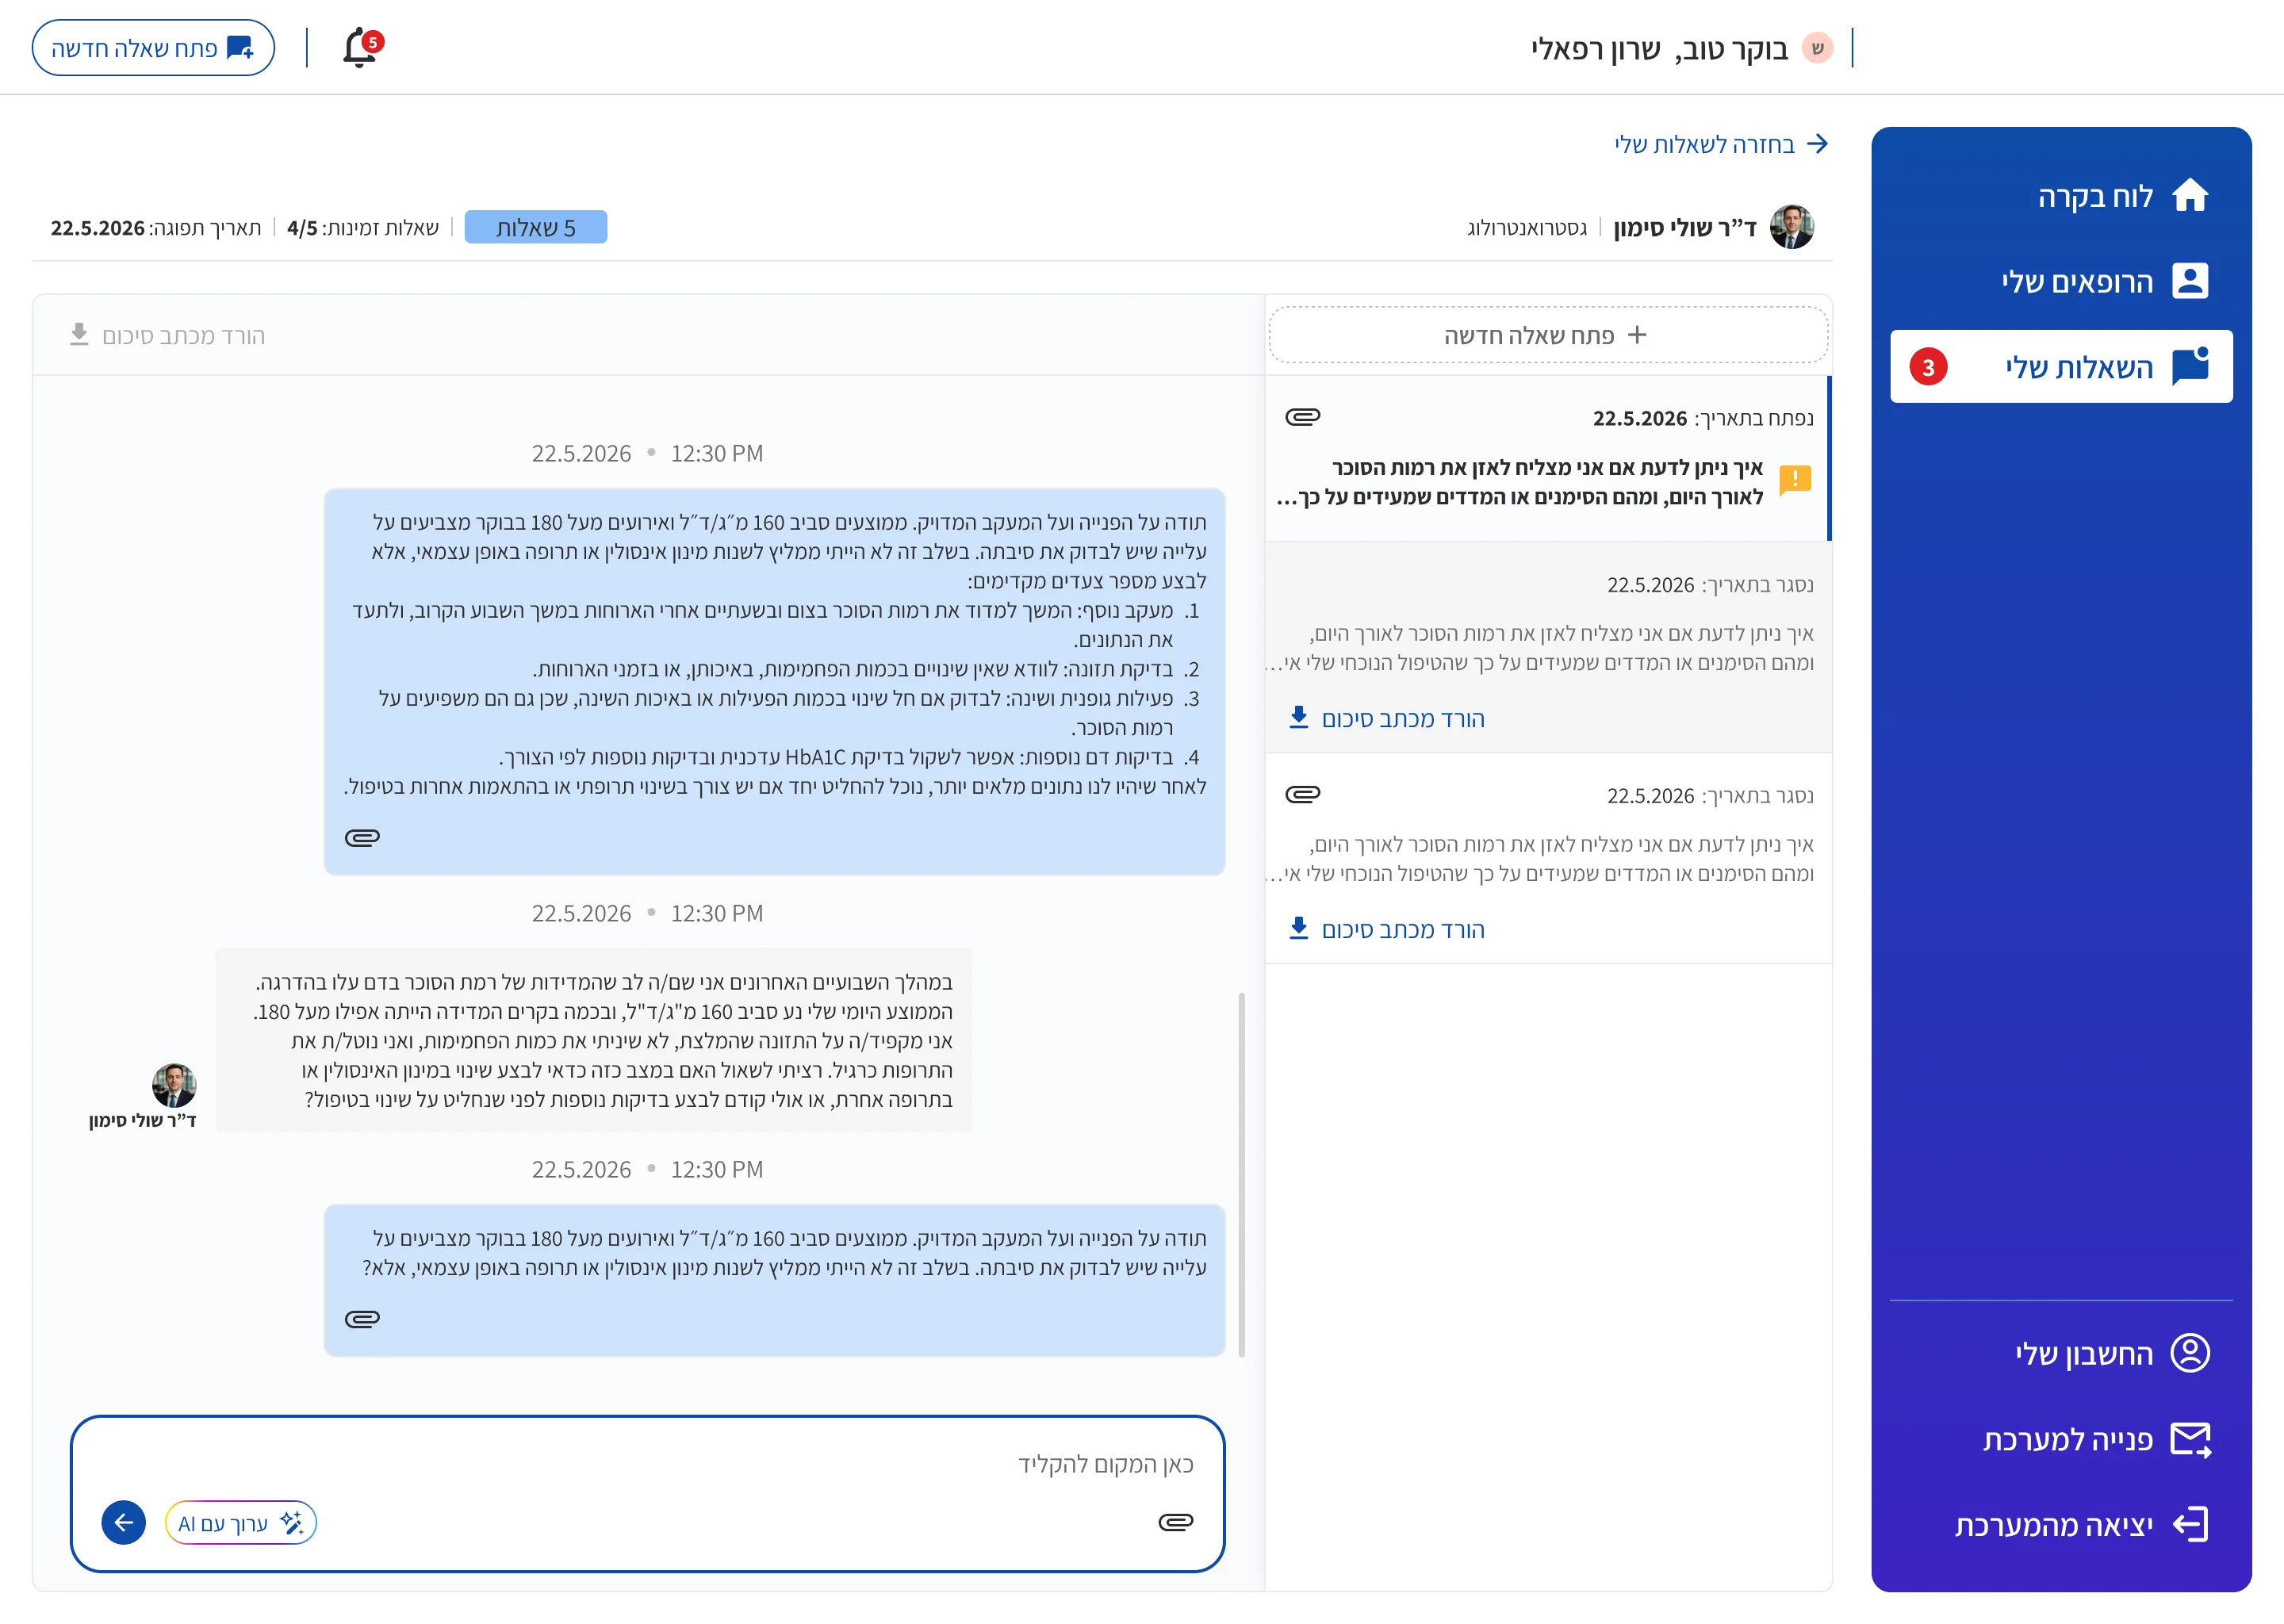 ש
בוקר טוב, שרון רפאלי
5
פתח שאלה חדשה
לוח בקרה
הרופאים שלי
השאלות שלי
3
החשבון שלי
פנייה למערכת
יציאה מהמערכת
בחזרה לשאלות שלי
ד”ר שולי סימון | גסטרואנטרולוג
5 שאלות | שאלות זמינות: 4/5 | תאריך תפוגה: 22.5.2026
+ פתח שאלה חדשה
נפתח בתאריך: 22.5.2026
איך ניתן לדעת אם אני מצליח לאזן את רמות הסוכר
לאורך היום, ומהם הסימנים או המדדים שמעידים על כך...
נסגר בתאריך: 22.5.2026
איך ניתן לדעת אם אני מצליח לאזן את רמות הסוכר לאורך היום,
ומהם הסימנים או המדדים שמעידים על כך שהטיפול הנוכחי שלי אי...
הורד מכתב סיכום
נסגר בתאריך: 22.5.2026
איך ניתן לדעת אם אני מצליח לאזן את רמות הסוכר לאורך היום,
ומהם הסימנים או המדדים שמעידים על כך שהטיפול הנוכחי שלי אי...
הורד מכתב סיכום
הורד מכתב סיכום
22.5.2026 • 12:30 PM
תודה על הפנייה ועל המעקב המדויק. ממוצעים סביב 160 מ״ג/ד״ל ואירועים מעל 180 בבוקר מצביעים על
עלייה שיש לבדוק את סיבתה. בשלב זה לא הייתי ממליץ לשנות מינון אינסולין או תרופה באופן עצמאי, אלא
לבצע מספר צעדים מקדימים:
1. מעקב נוסף: המשך למדוד את רמות הסוכר בצום ובשעתיים אחרי הארוחות במשך השבוע הקרוב, ולתעד
את הנתונים.
2. בדיקת תזונה: לוודא שאין שינויים בכמות הפחמימות, באיכותן, או בזמני הארוחות.
3. פעילות גופנית ושינה: לבדוק אם חל שינוי בכמות הפעילות או באיכות השינה, שכן גם הם משפיעים על
רמות הסוכר.
4. בדיקות דם נוספות: אפשר לשקול בדיקת HbA1C עדכנית ובדיקות נוספות לפי הצורך.
לאחר שיהיו לנו נתונים מלאים יותר, נוכל להחליט יחד אם יש צורך בשינוי תרופתי או בהתאמות אחרות בטיפול.
22.5.2026 • 12:30 PM
במהלך השבועיים האחרונים אני שם/ה לב שהמדידות של רמת הסוכר בדם עלו בהדרגה.
הממוצע היומי שלי נע סביב 160 מ"ג/ד"ל, ובכמה בקרים המדידה הייתה אפילו מעל 180.
אני מקפיד/ה על התזונה שהמלצת, לא שיניתי את כמות הפחמימות, ואני נוטל/ת את
התרופות כרגיל. רציתי לשאול האם במצב כזה כדאי לבצע שינוי במינון האינסולין או
בתרופה אחרת, או אולי קודם לבצע בדיקות נוספות לפני שנחליט על שינוי בטיפול?
ד”ר שולי סימון
22.5.2026 • 12:30 PM
תודה על הפנייה ועל המעקב המדויק. ממוצעים סביב 160 מ״ג/ד״ל ואירועים מעל 180 בבוקר מצביעים על
עלייה שיש לבדוק את סיבתה. בשלב זה לא הייתי ממליץ לשנות מינון אינסולין או תרופה באופן עצמאי, אלא?
כאן המקום להקליד
ערוך עם AI